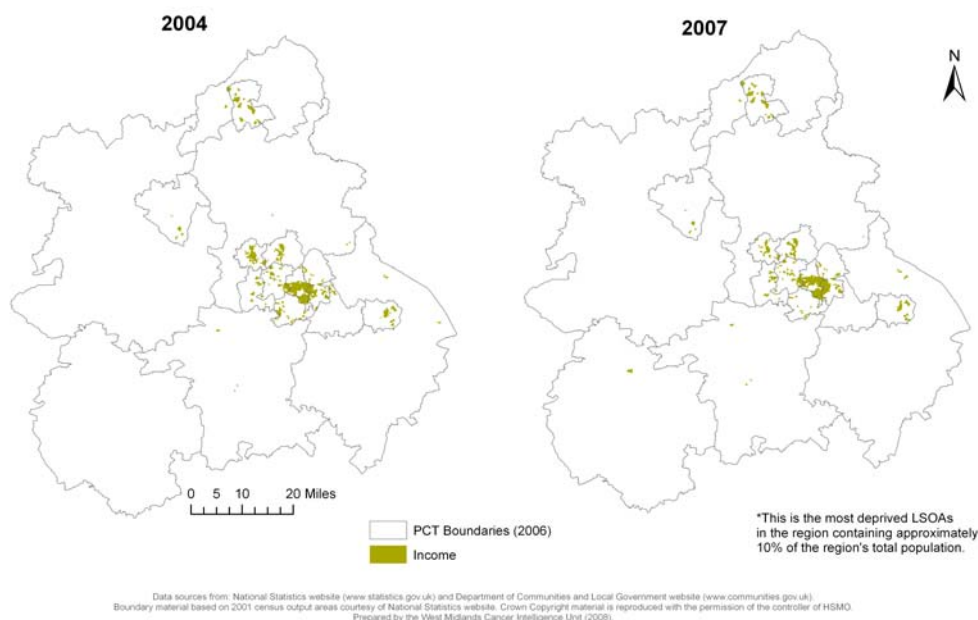 2004
2007
N
0 5 10 20 Miles
PCT Boundaries (2006)
Income
*This is the most deprived LSOAs
in the region containing approximately
10% of the region's total population.
Data sources from: National Statistics website (www.statistics.gov.uk) and Department of Communities and Local Government website (www.communities.gov.uk).
Boundary material based on 2001 census output areas courtesy of National Statistics website. Crown Copyright material is reproduced with the permission of the controller of HSMO.
Prepared by the West Midlands Cancer Intelligence Unit (2008).